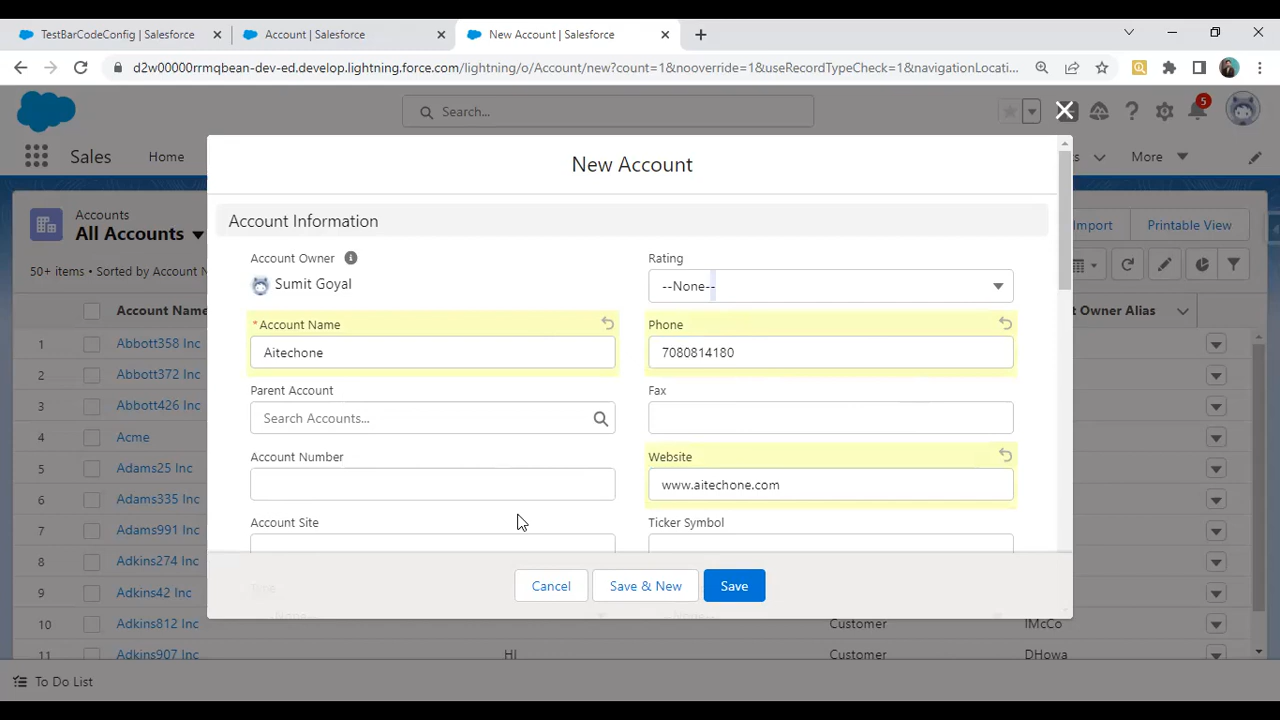 TestBarCodeConfig | Salesforce
Account | Salesforce
New Account | Salesforce
d2w00000rrmqbean-dev-ed.develop.lightning.force.com/lightning/o/Account/new?count=1&nooverride=1&useRecordTypeCheck=1&navigationLocati...
Search...
5
Sales
Home
More
New Account
Accounts
All Accounts
Import
Printable View
50+ items • Sorted by Account N
Account Information
Account Owner
Sumit Goyal
Rating
--None--
Account Name
t Owner Alias
*Account Name
Aitechone
Phone
7080814180
1 Abbott358 Inc
2 Abbott372 Inc
3 Abbott426 Inc
4 Acme
5 Adams25 Inc
6 Adams335 Inc
7 Adams991 Inc
8 Adkins274 Inc
9 Adkins42 Inc
10 Adkins812 Inc
11 Adkins907 Inc
Parent Account
Search Accounts...
Fax
Account Number
Website
www.aitechone.com
Account Site
Ticker Symbol
Type
Cancel
Save & New
Save
Customer
IMcCo
HI
Customer
DHowa
To Do List